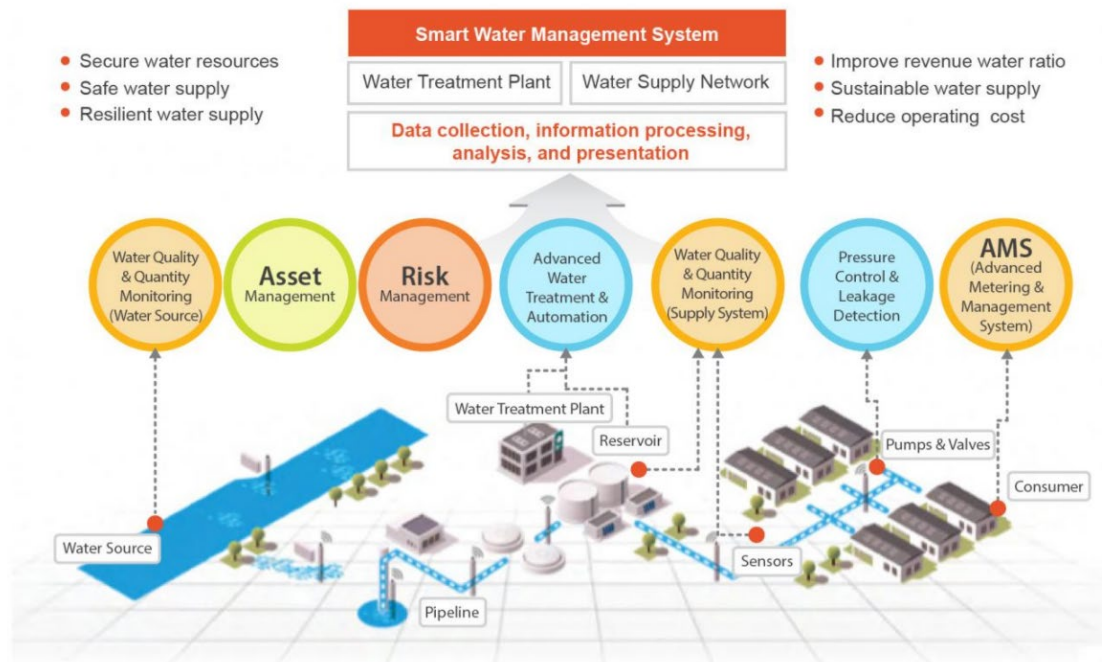 Smart Water Management System
Water Treatment Plant
Water Supply Network
Data collection, information processing,
analysis, and presentation
Secure water resources
Safe water supply
Resilient water supply
Improve revenue water ratio
Sustainable water supply
Reduce operating cost
Water Quality
& Quantity
Monitoring
(Water Source)
Asset
Management
Risk
Management
Advanced
Water
Treatment &
Automation
Water Quality
& Quantity
Monitoring
(Supply System)
Pressure
Control &
Leakage
Detection
AMS
(Advanced
Metering &
Management
System)
Water Treatment Plant
Reservoir
Pumps & Valves
Consumer
Water Source
Sensors
Pipeline